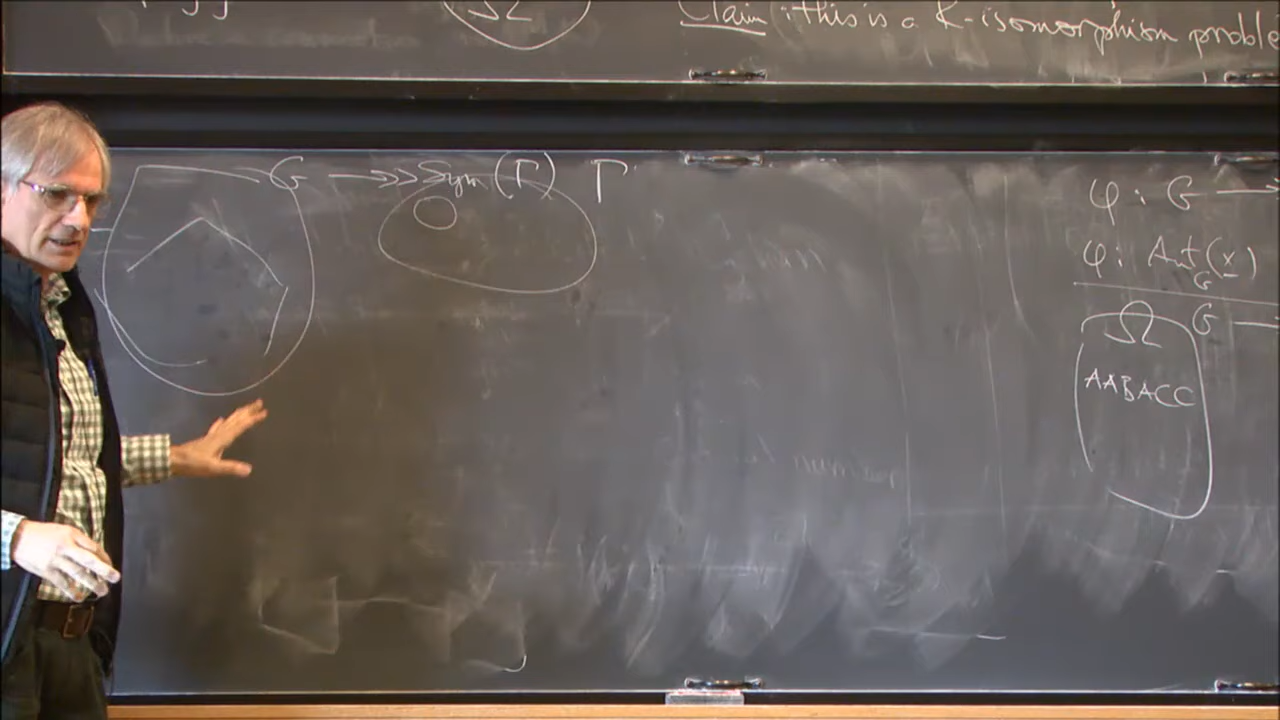 Ω
Claim: this is a K-isomorphism proble
G →>> Sym(Γ) Γ
φ: G →
φ: Aut_G(x)
Ω G —
AABACC